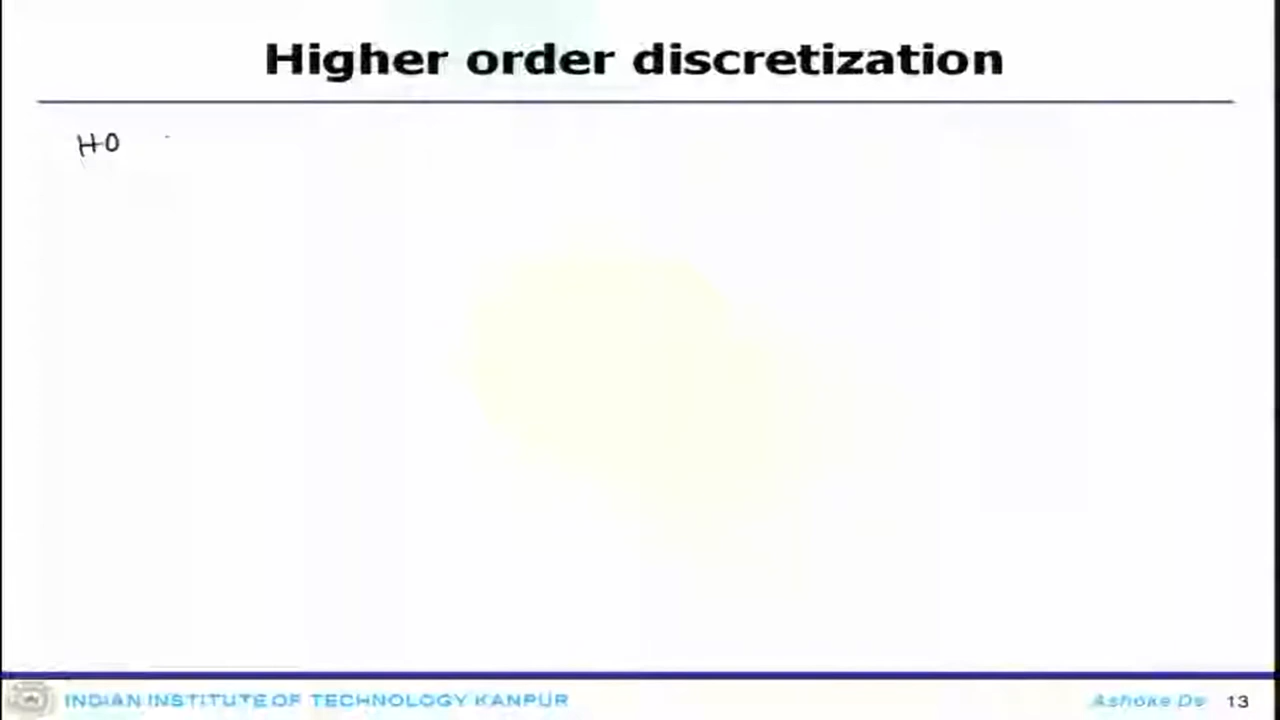 Higher order discretization
HO
INDIAN INSTITUTE OF TECHNOLOGY KANPUR
Ashoke De 13